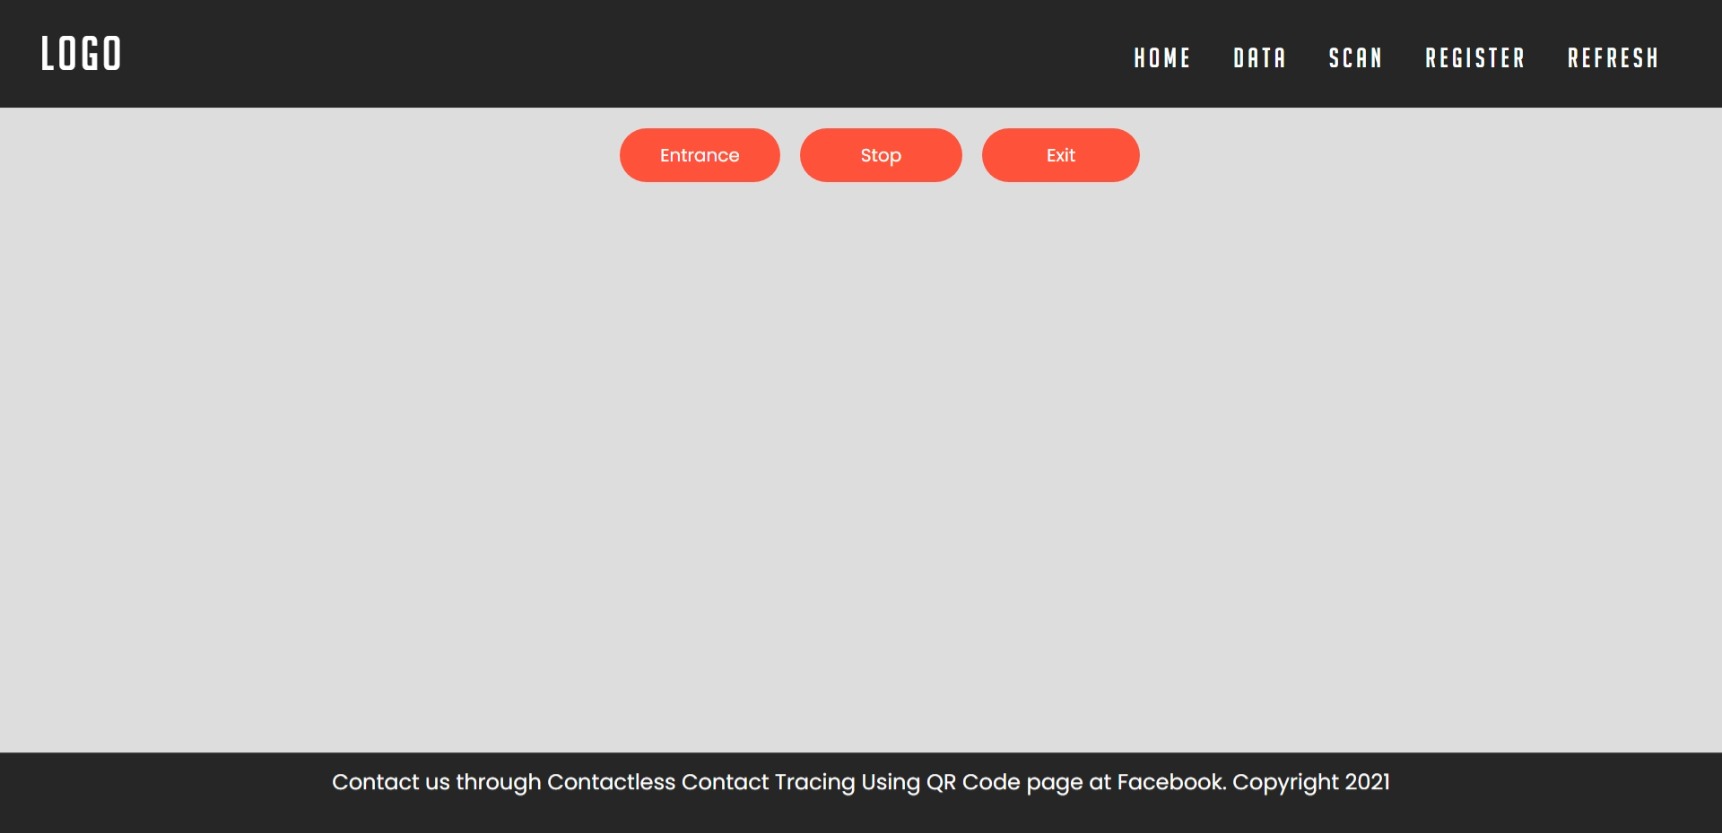 LOGO
HOME DATA SCAN REGISTER REFRESH
Entrance Stop Exit
Contact us through Contactless Contact Tracing Using QR Code page at Facebook. Copyright 2021